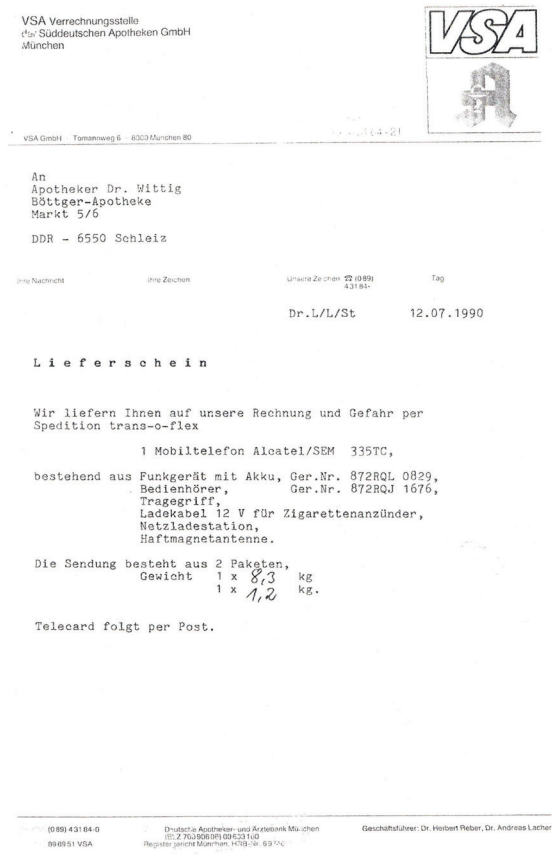 VSA Verrechnungsstelle
der Süddeutschen Apotheken GmbH
München
VSA
VSA GmbH · Tomannweg 6 · 8000 München 80
An
Apotheker Dr. Wittig
Böttger-Apotheke
Markt 5/6
DDR - 6550 Schleiz
Ihre Nachricht Ihre Zeichen Unsere Zeichen ☎ (089) 43184- Tag
Dr.L/L/St 12.07.1990
Lieferschein
Wir liefern Ihnen auf unsere Rechnung und Gefahr per
Spedition trans-o-flex
1 Mobiltelefon Alcatel/SEM 335TC,
bestehend aus Funkgerät mit Akku, Ger.Nr. 872RQL 0829,
Bedienhörer, Ger.Nr. 872RQJ 1676,
Tragegriff,
Ladekabel 12 V für Zigarettenanzünder,
Netzladestation,
Haftmagnetantenne.
Die Sendung besteht aus 2 Paketen,
Gewicht 1 x 8,3 kg
1 x 1,2 kg.
Telecard folgt per Post.
(089) 43184-0 Deutsche Apotheker- und Ärztebank München Geschäftsführer: Dr. Herbert Reber, Dr. Andreas Lacher
898951 VSA Registergericht München, HRB-Nr.